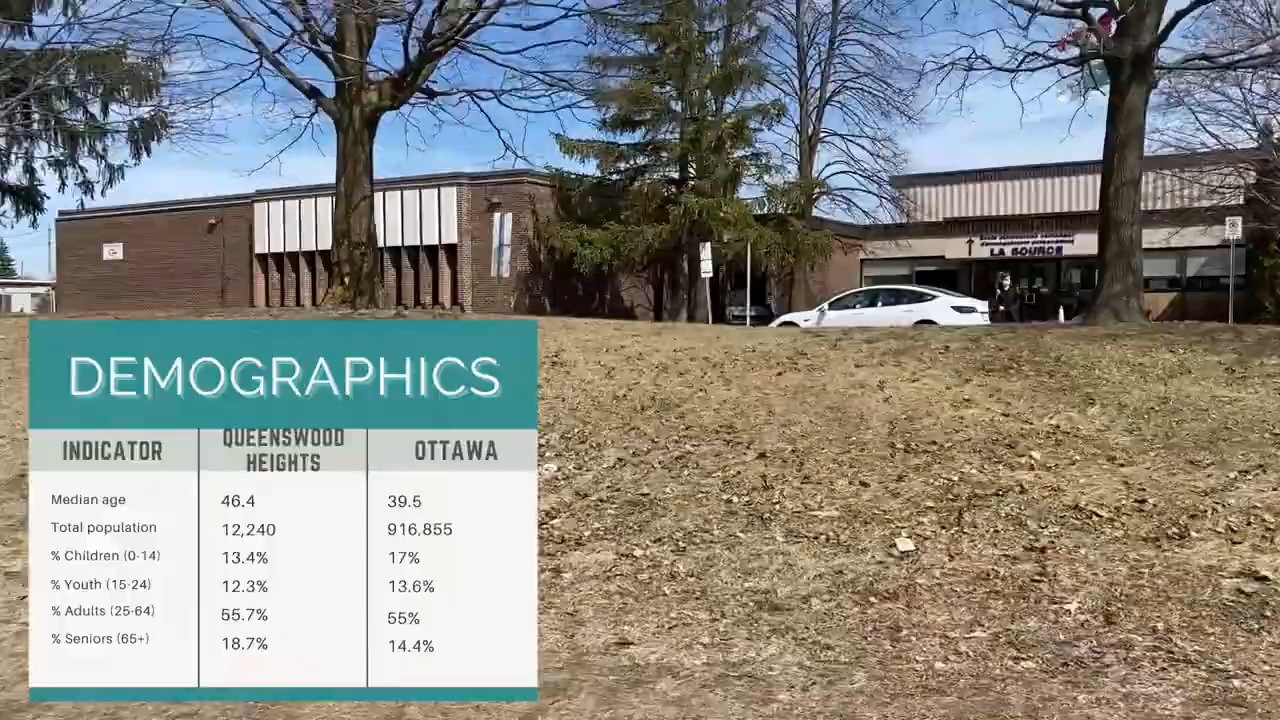 LA SOURCE
DEMOGRAPHICS
INDICATOR
QUEENSWOOD
HEIGHTS
OTTAWA
Median age 46.4 39.5
Total population 12,240 916,855
% Children (0-14) 13.4% 17%
% Youth (15-24) 12.3% 13.6%
% Adults (25-64) 55.7% 55%
% Seniors (65+) 18.7% 14.4%